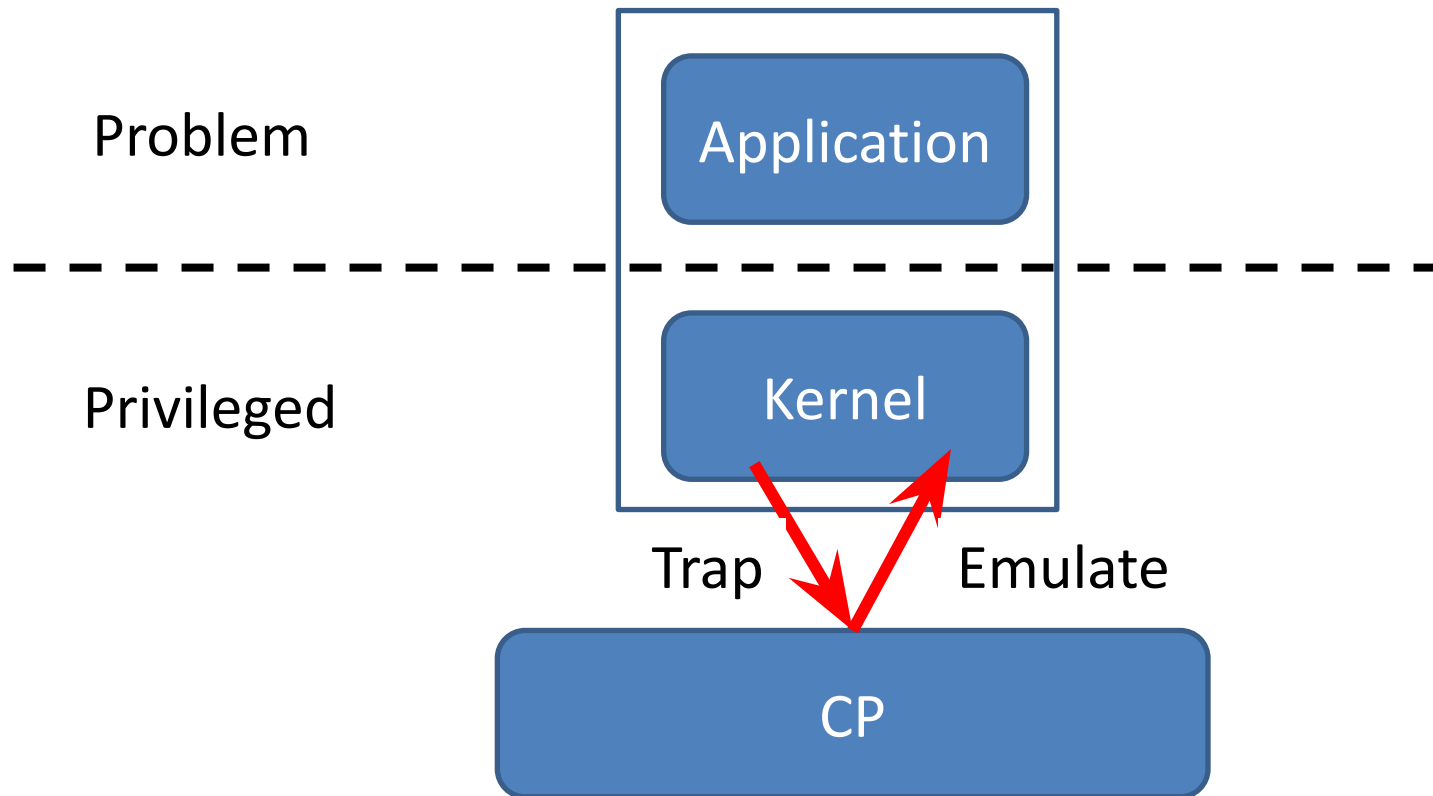 Problem
Application
Privileged
Kernel
Trap
Emulate
CP